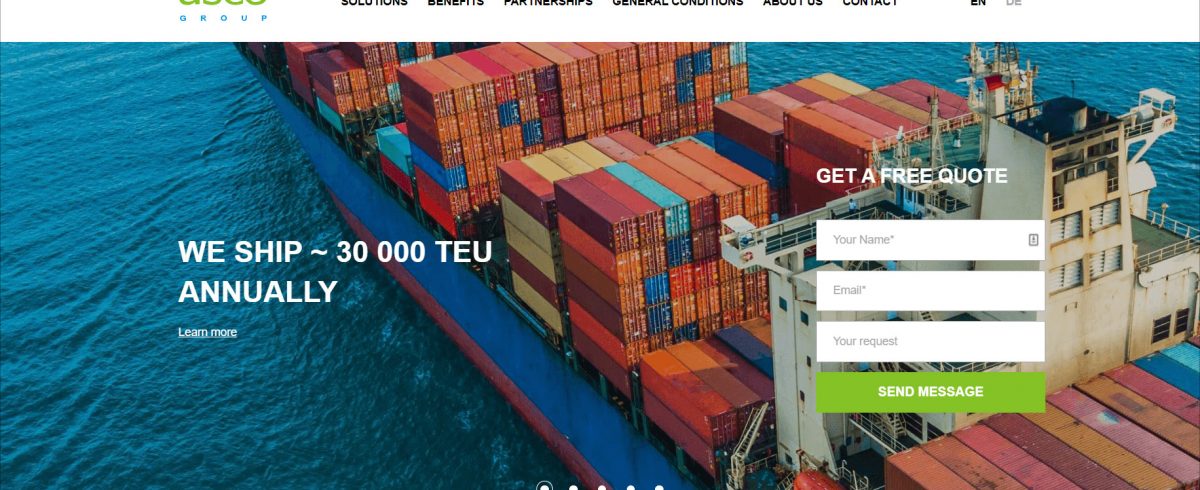 asco
GROUP
SOLUTIONS BENEFITS PARTNERSHIPS GENERAL CONDITIONS ABOUT US CONTACT EN DE
GET A FREE QUOTE
Your Name*
WE SHIP ~ 30 000 TEU
ANNUALLY
Email*
Learn more
Your request
SEND MESSAGE